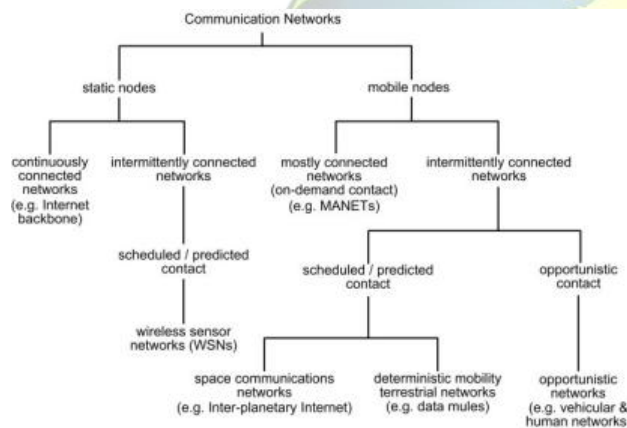 Communication Networks
static nodes
mobile nodes
continuously
connected
networks
(e.g. Internet
backbone)
intermittently connected
networks
mostly connected
networks
(on-demand contact)
(e.g. MANETs)
intermittently connected
networks
scheduled / predicted
contact
scheduled / predicted
contact
opportunistic
contact
wireless sensor
networks (WSNs)
space communications
networks
(e.g. Inter-planetary Internet)
deterministic mobility
terrestrial networks
(e.g. data mules)
opportunistic
networks
(e.g. vehicular &
human networks